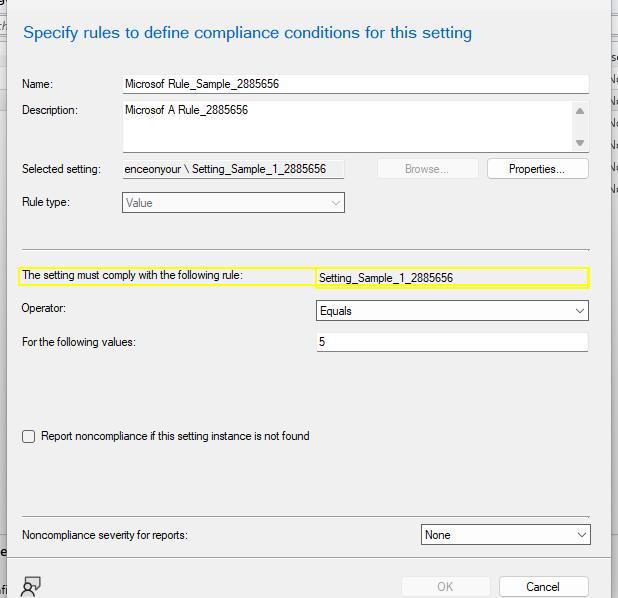 Specify rules to define compliance conditions for this setting
Name: Microsof Rule_Sample_2885656
Description: Microsof A Rule_2885656
Selected setting: enceonyour \ Setting_Sample_1_2885656 Browse... Properties...
Rule type: Value
The setting must comply with the following rule: Setting_Sample_1_2885656
Operator: Equals
For the following values: 5
Report noncompliance if this setting instance is not found
Noncompliance severity for reports: None
OK Cancel